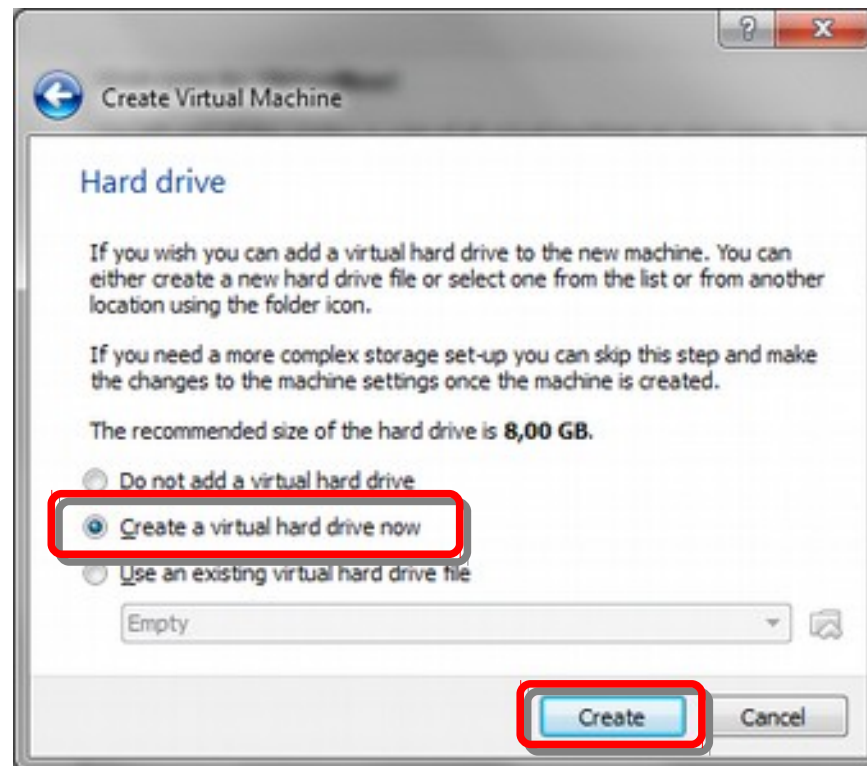 Create Virtual Machine
Hard drive
If you wish you can add a virtual hard drive to the new machine. You can
either create a new hard drive file or select one from the list or from another
location using the folder icon.
If you need a more complex storage set-up you can skip this step and make
the changes to the machine settings once the machine is created.
The recommended size of the hard drive is 8,00 GB.
Do not add a virtual hard drive
Create a virtual hard drive now
Use an existing virtual hard drive file
Empty
Create Cancel